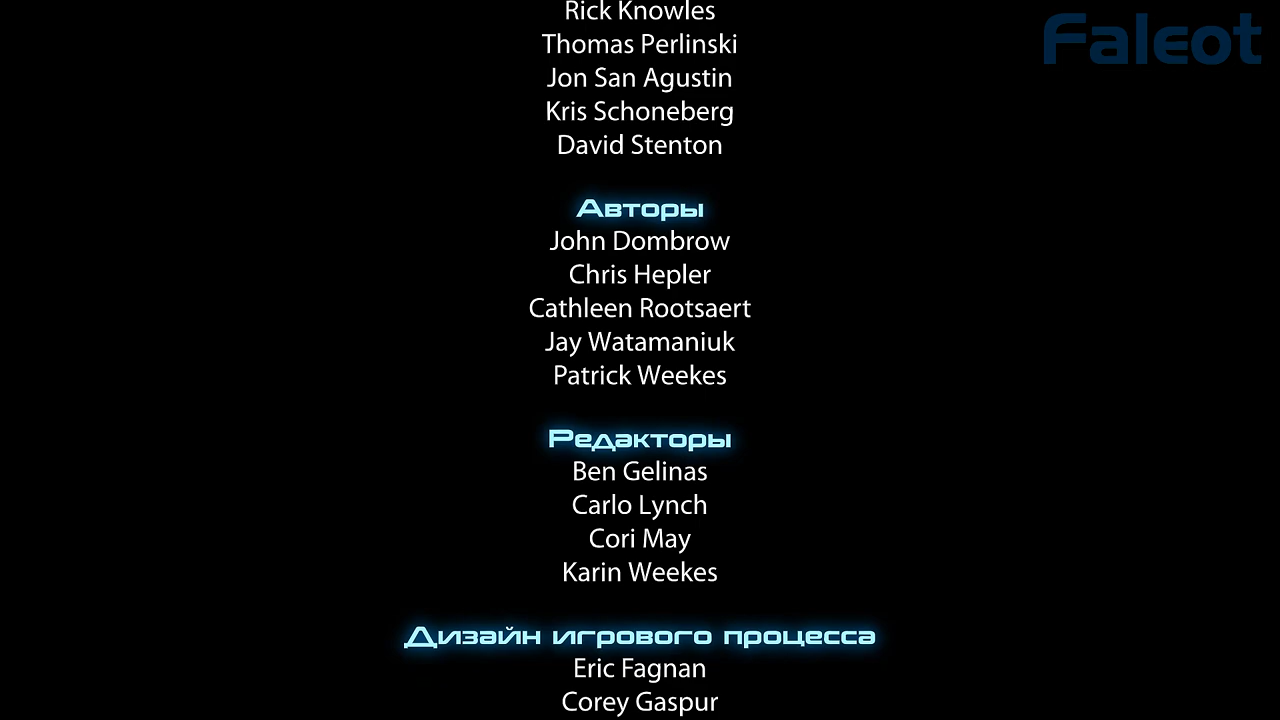 Rick Knowles
Faleot
Thomas Perlinski
Jon San Agustin
Kris Schoneberg
David Stenton
Авторы
John Dombrow
Chris Hepler
Cathleen Rootsaert
Jay Watamaniuk
Patrick Weekes
Редакторы
Ben Gelinas
Carlo Lynch
Cori May
Karin Weekes
Дизайн игрового процесса
Eric Fagnan
Corey Gaspur